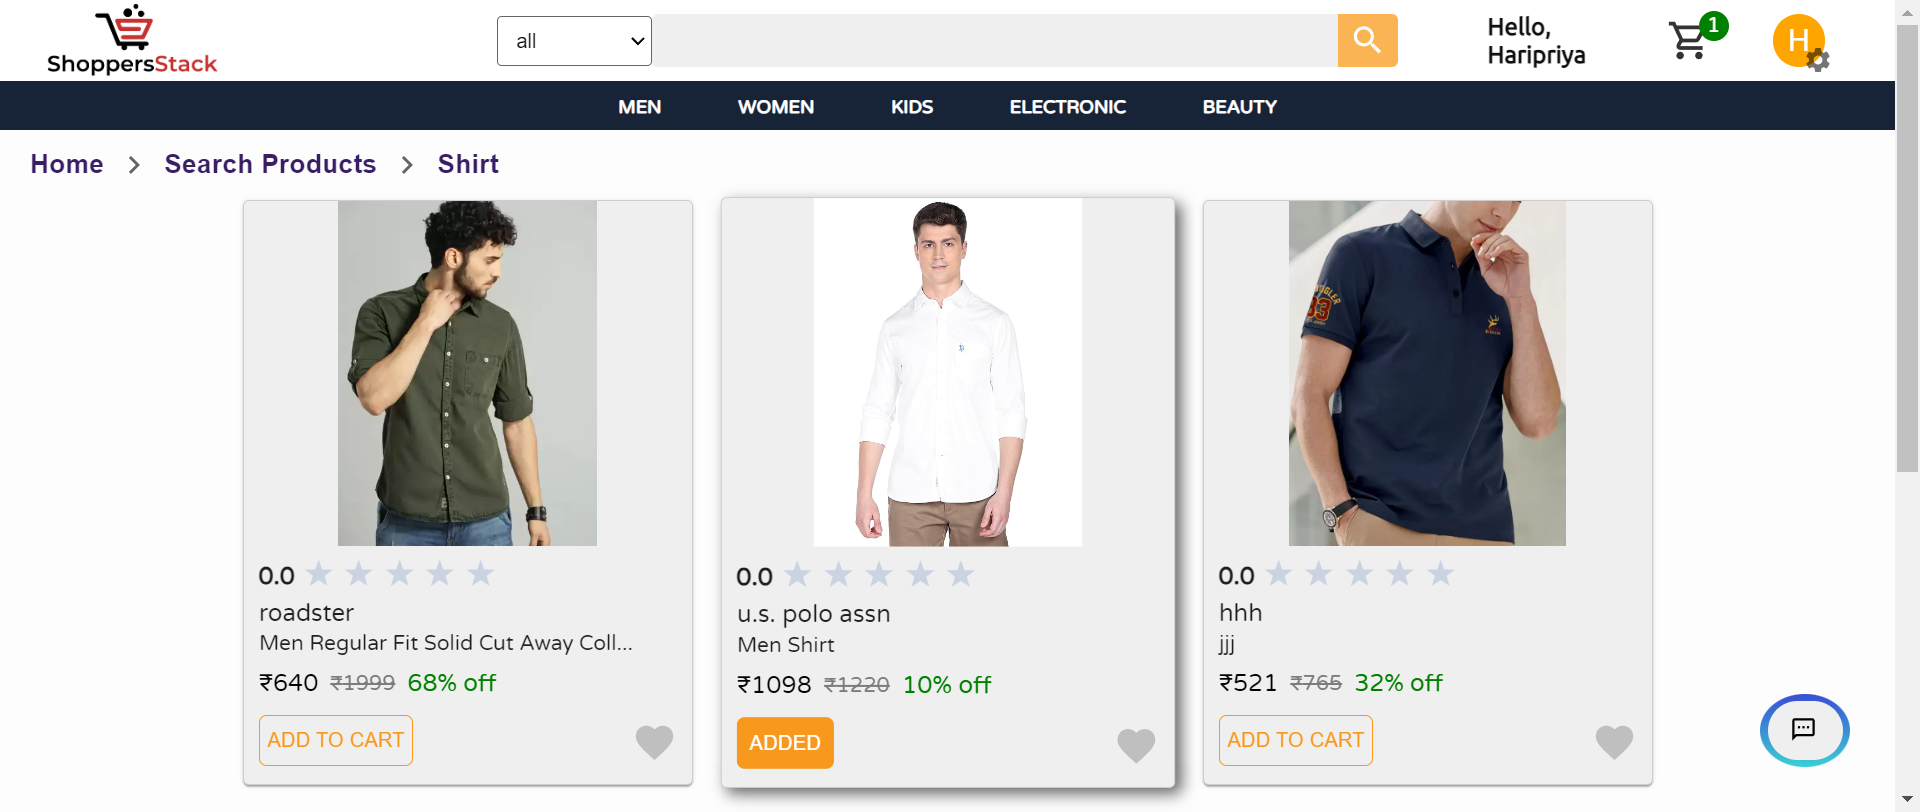 ShoppersStack
all
Hello,
Haripriya
1
H
MEN WOMEN KIDS ELECTRONIC BEAUTY
Home > Search Products > Shirt
0.0
roadster
Men Regular Fit Solid Cut Away Coll...
₹640 ₹1999 68% off
ADD TO CART
0.0
u.s. polo assn
Men Shirt
₹1098 ₹1220 10% off
ADDED
33
0.0
hhh
jjj
₹521 ₹765 32% off
ADD TO CART